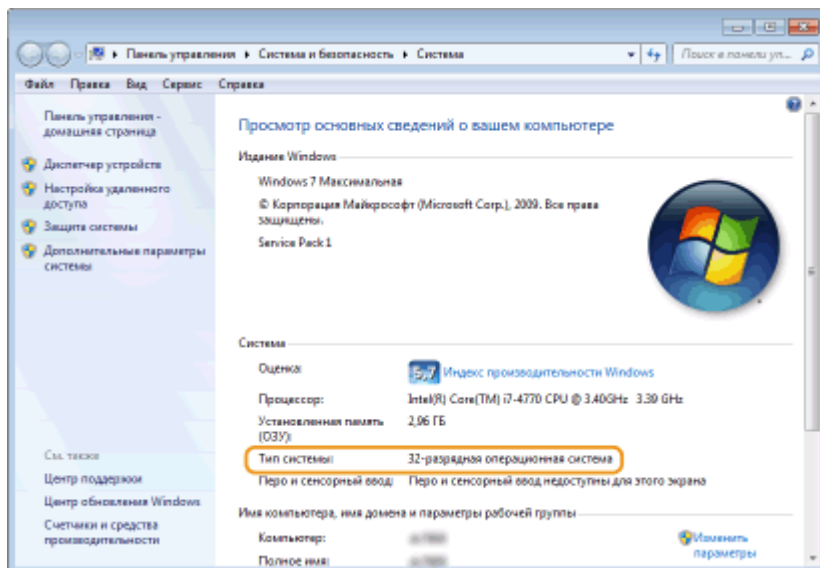 Панель управления ▸ Система и безопасность ▸ Система
Поиск в панели уп...
Файл Правка Вид Сервис Справка
Панель управления -
домашняя страница
Диспетчер устройств
Настройка удаленного
доступа
Защита системы
Дополнительные параметры
системы
См. также
Центр поддержки
Центр обновления Windows
Счетчики и средства
производительности
Просмотр основных сведений о вашем компьютере
Издание Windows
Windows 7 Максимальная
© Корпорация Майкрософт (Microsoft Corp.), 2009. Все права
защищены.
Service Pack 1
Система
Оценка: 5,7 Индекс производительности Windows
Процессор: Intel(R) Core(TM) i7-4770 CPU @ 3.40GHz 3.39 GHz
Установленная память
(ОЗУ): 2,96 ГБ
Тип системы: 32-разрядная операционная система
Перо и сенсорный ввод: Перо и сенсорный ввод недоступны для этого экрана
Имя компьютера, имя домена и параметры рабочей группы
Компьютер:
Изменить
параметры
Полное имя: